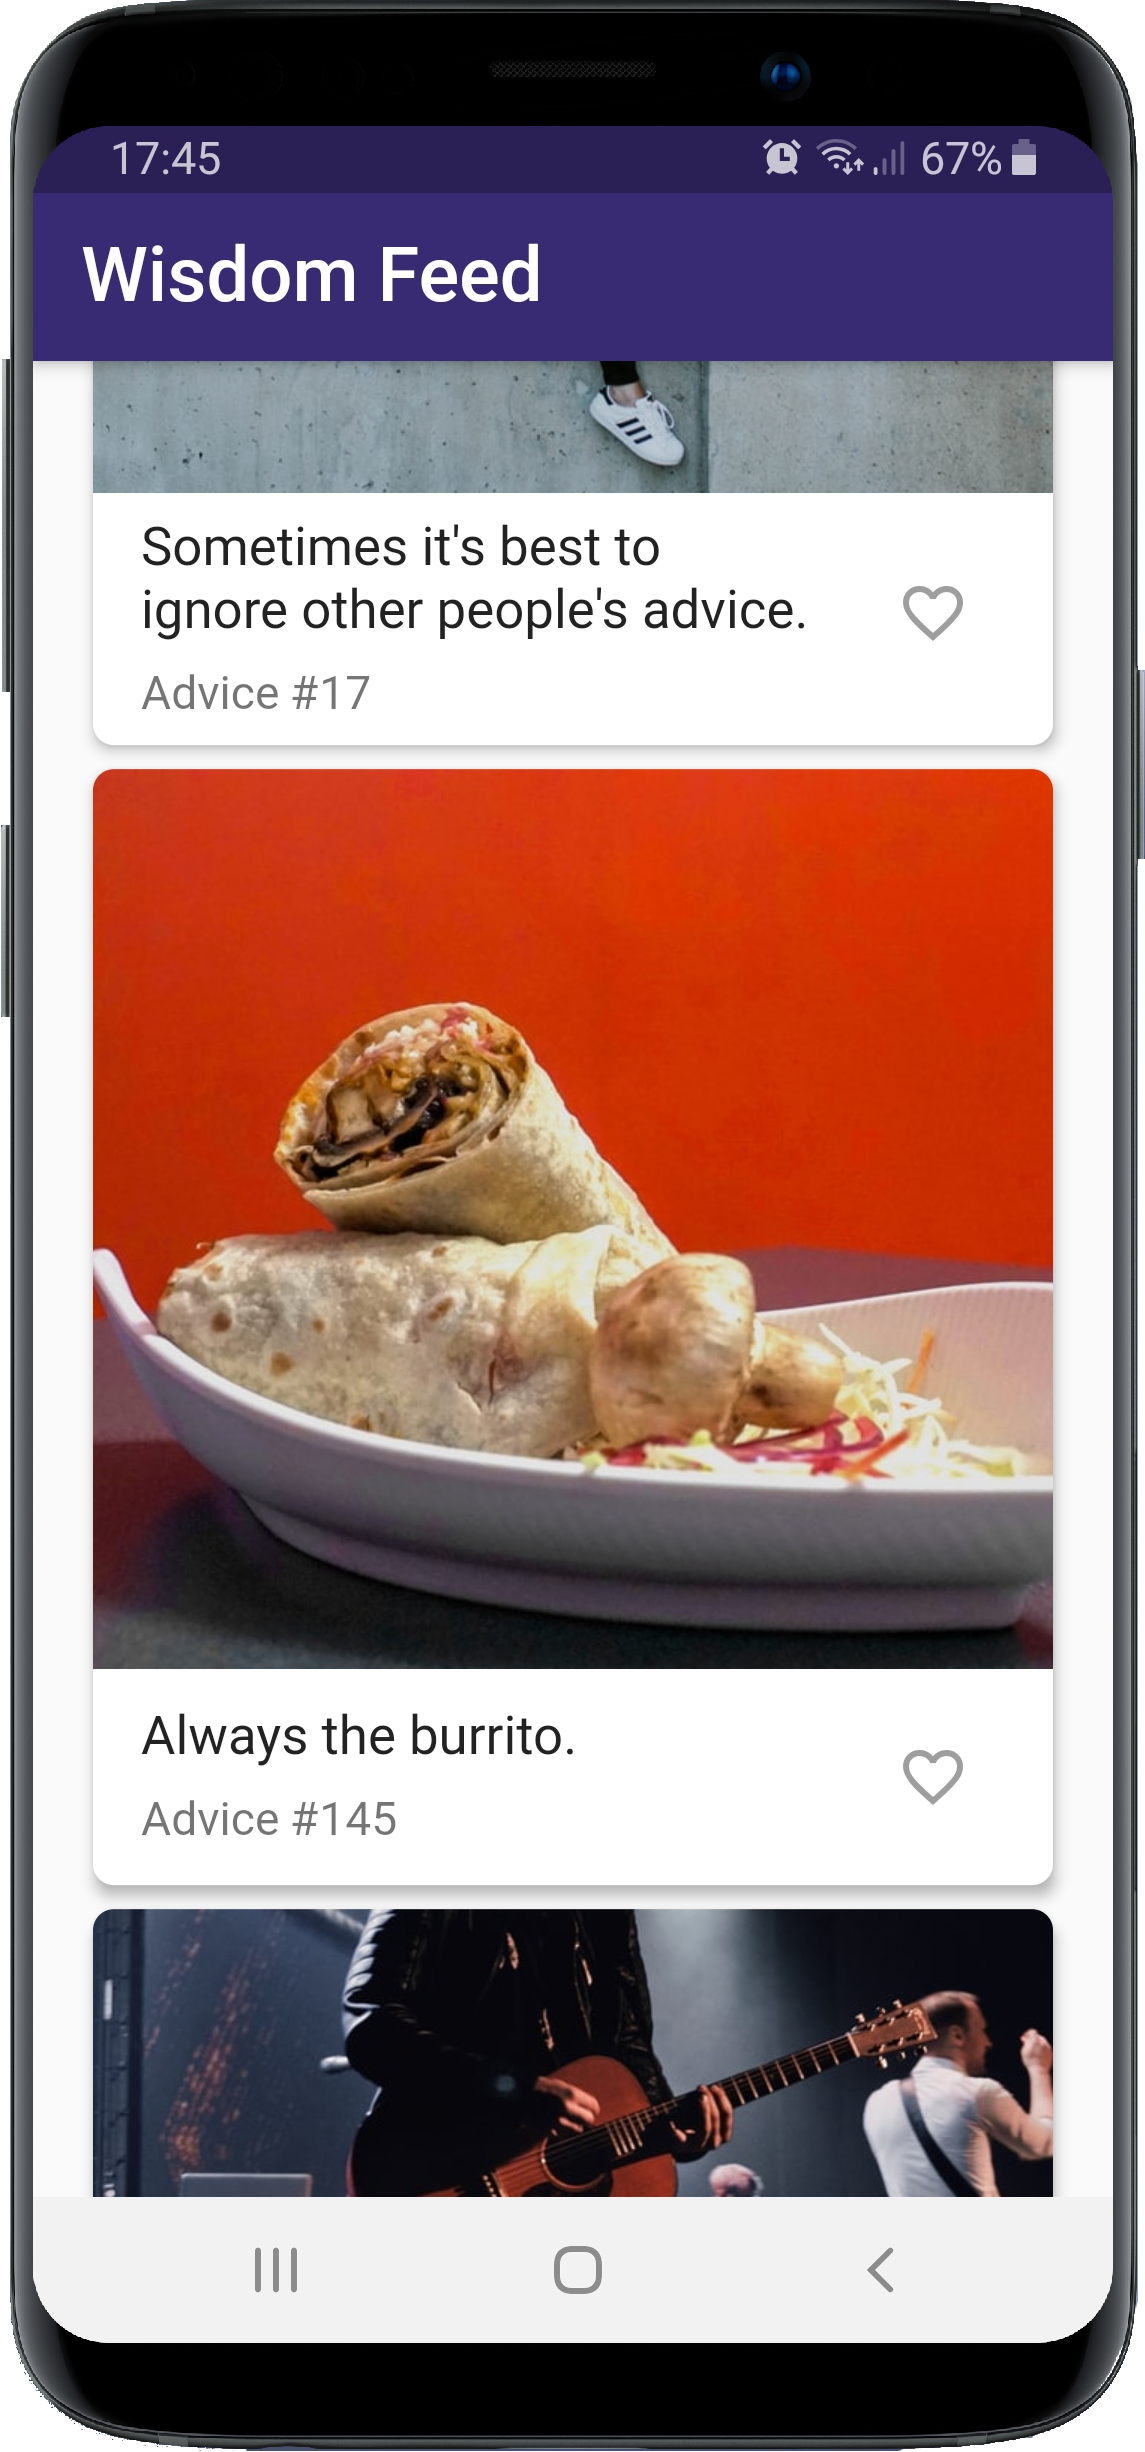 17:45
67%
Wisdom Feed
Sometimes it's best to
ignore other people's advice.
Advice #17
Always the burrito.
Advice #145